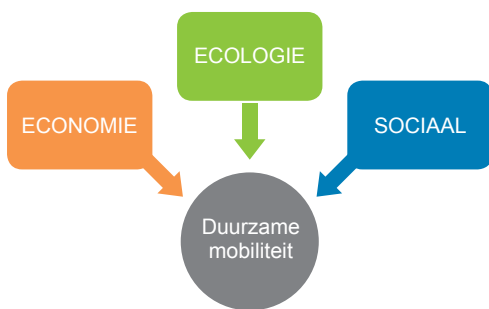 ECOLOGIE
ECONOMIE
SOCIAAL
Duurzame
mobiliteit